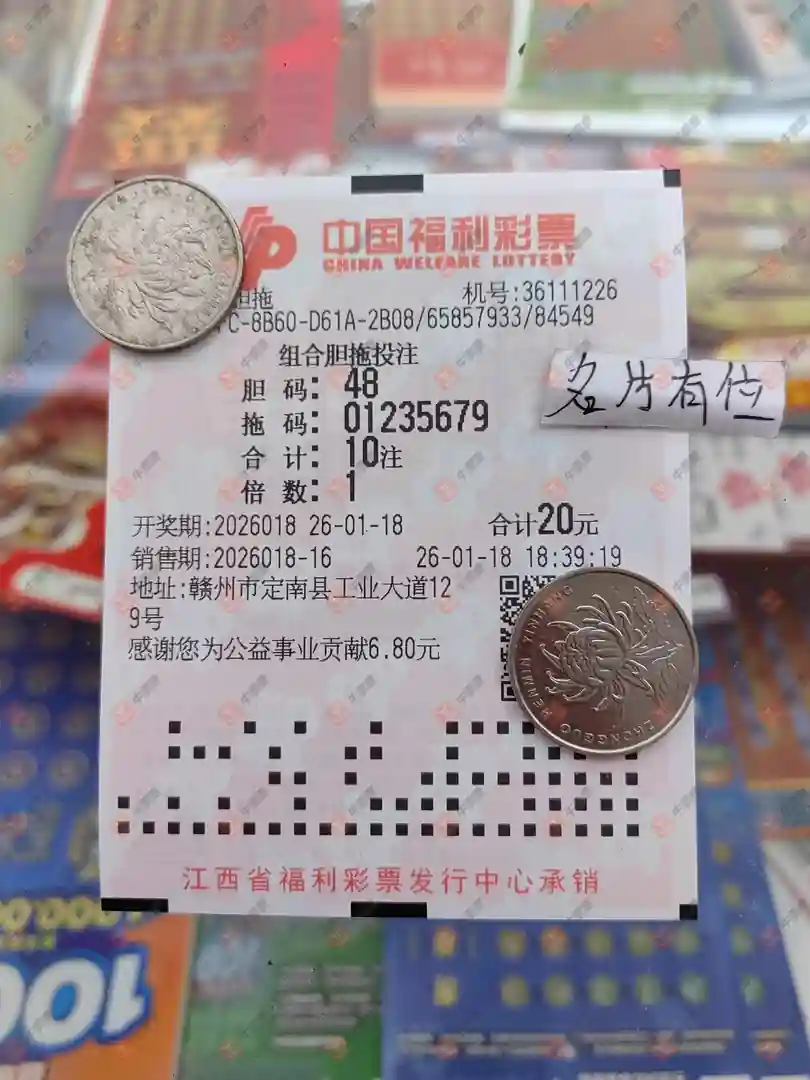 中国福利彩票
CHINA WELFARE LOTTERY
胆拖 机号:36111226
C-8B60-D61A-2B08/65857933/84549
组合胆拖投注
胆 码: 48
拖 码: 01235679
合 计: 10注
倍 数: 1
名片有位
开奖期:2026018 26-01-18 合计20元
销售期:2026018-16 26-01-18 18:39:19
地址:赣州市定南县工业大道12
9号
感谢您为公益事业贡献6.80元
ZHONGGUO RENMIN YINHANG
江西省福利彩票发行中心承销
100